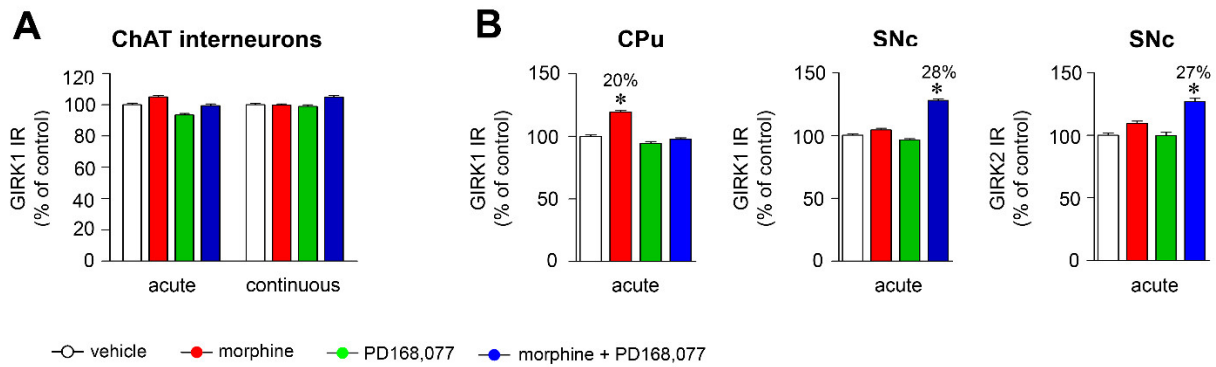 A
ChAT interneurons
GIRK1 IR
(% of control)
120
100
80
60
40
20
0
acute continuous
B
CPu
GIRK1 IR
(% of control)
150
100
50
0
20%
*
acute
SNc
GIRK1 IR
(% of control)
150
100
50
0
28%
*
acute
SNc
GIRK2 IR
(% of control)
150
100
50
0
27%
*
acute
vehicle morphine PD168,077 morphine + PD168,077